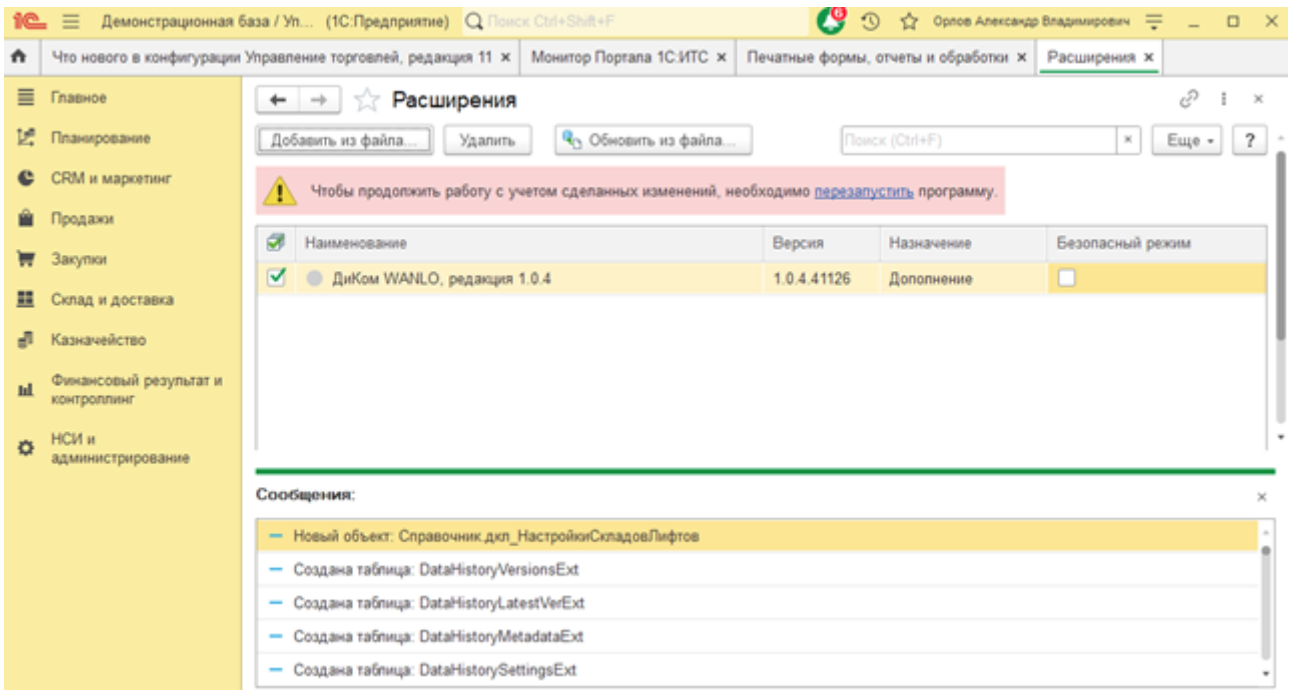 1С Демонстрационная база / Уп... (1С:Предприятие) Поиск Ctrl+Shift+F 6 Орлов Александр Владимирович
Что нового в конфигурации Управление торговлей, редакция 11 × Монитор Портала 1С:ИТС × Печатные формы, отчеты и обработки × Расширения ×
Главное
Планирование
CRM и маркетинг
Продажи
Закупки
Склад и доставка
Казначейство
Финансовый результат и
контроллинг
НСИ и
администрирование
Расширения
Добавить из файла... Удалить Обновить из файла... Поиск (Ctrl+F) × Еще ?
Чтобы продолжить работу с учетом сделанных изменений, необходимо перезапустить программу.
Наименование Версия Назначение Безопасный режим
ДиКом WANLO, редакция 1.0.4 1.0.4.41126 Дополнение
Сообщения:
Новый объект: Справочник.дкл_НастройкиСкладовЛифтов
Создана таблица: DataHistoryVersionsExt
Создана таблица: DataHistoryLatestVerExt
Создана таблица: DataHistoryMetadataExt
Создана таблица: DataHistorySettingsExt